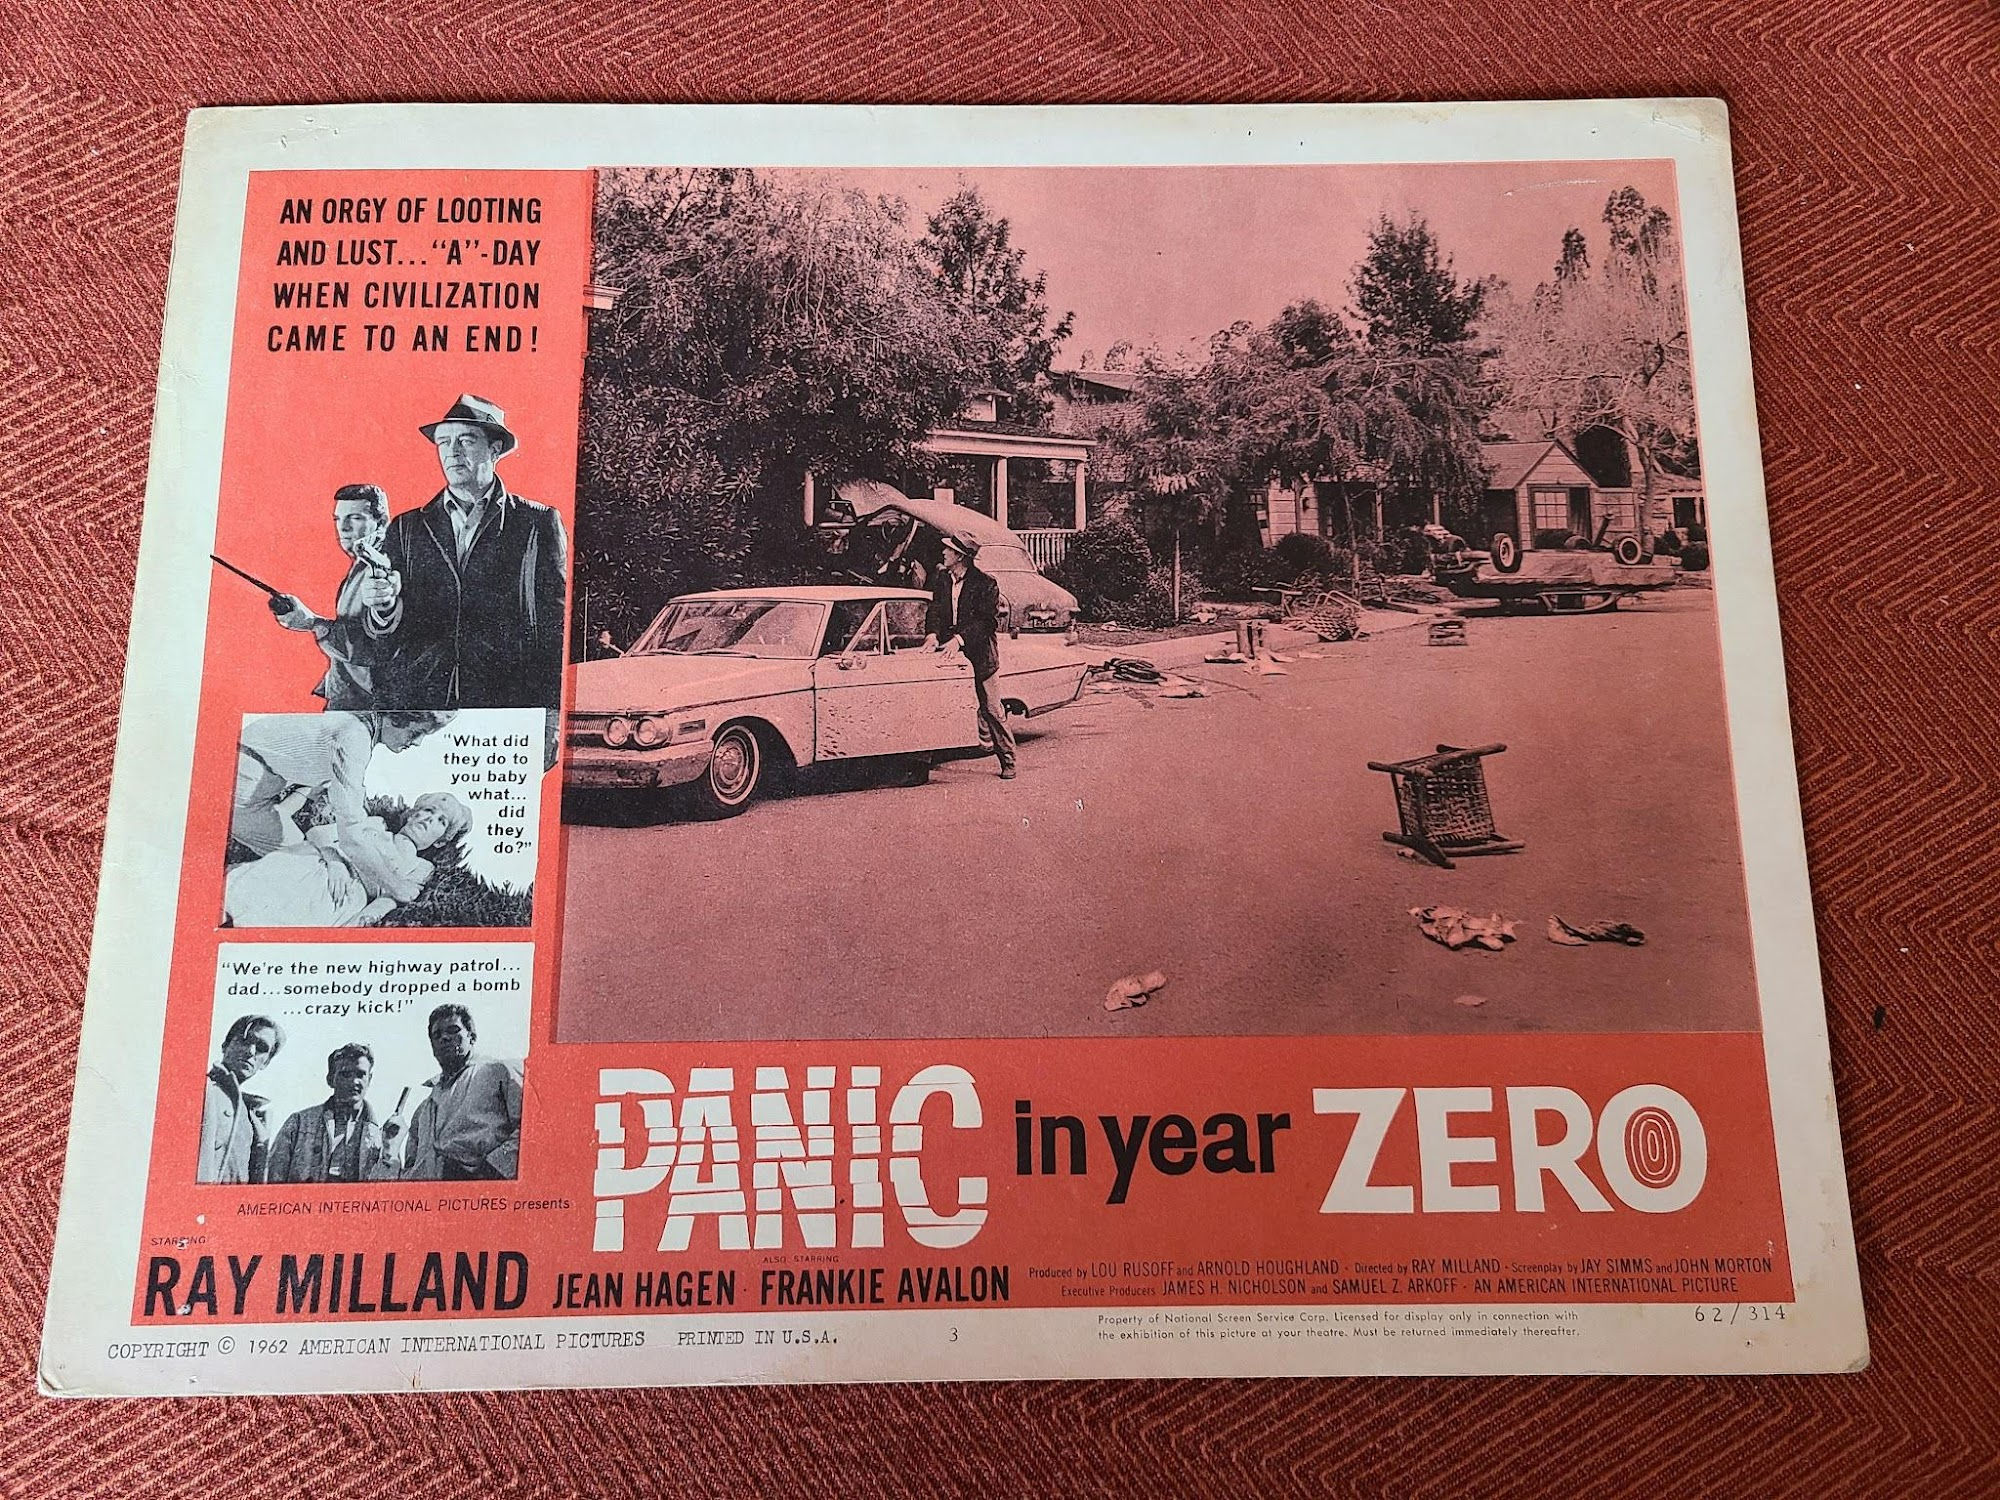 AN ORGY OF LOOTING
AND LUST... "A"-DAY
WHEN CIVILIZATION
CAME TO AN END!
"What did
they do to
you baby
what...
did
they
do?"
"We're the new highway patrol...
dad...somebody dropped a bomb
...crazy kick!"
AMERICAN INTERNATIONAL PICTURES presents
PANIC in year ZERO
STARRING
RAY MILLAND
JEAN HAGEN ·
ALSO STARRING
FRANKIE AVALON
Produced by LOU RUSOFF and ARNOLD HOUGHLAND · Directed by RAY MILLAND · Screenplay by JAY SIMMS and JOHN MORTON
Executive Producers JAMES H. NICHOLSON and SAMUEL Z. ARKOFF · AN AMERICAN INTERNATIONAL PICTURE
COPYRIGHT © 1962 AMERICAN INTERNATIONAL PICTURES PRINTED IN U.S.A.
3
Property of National Screen Service Corp. Licensed for display only in connection with
the exhibition of this picture at your theatre. Must be returned immediately thereafter.
62/314